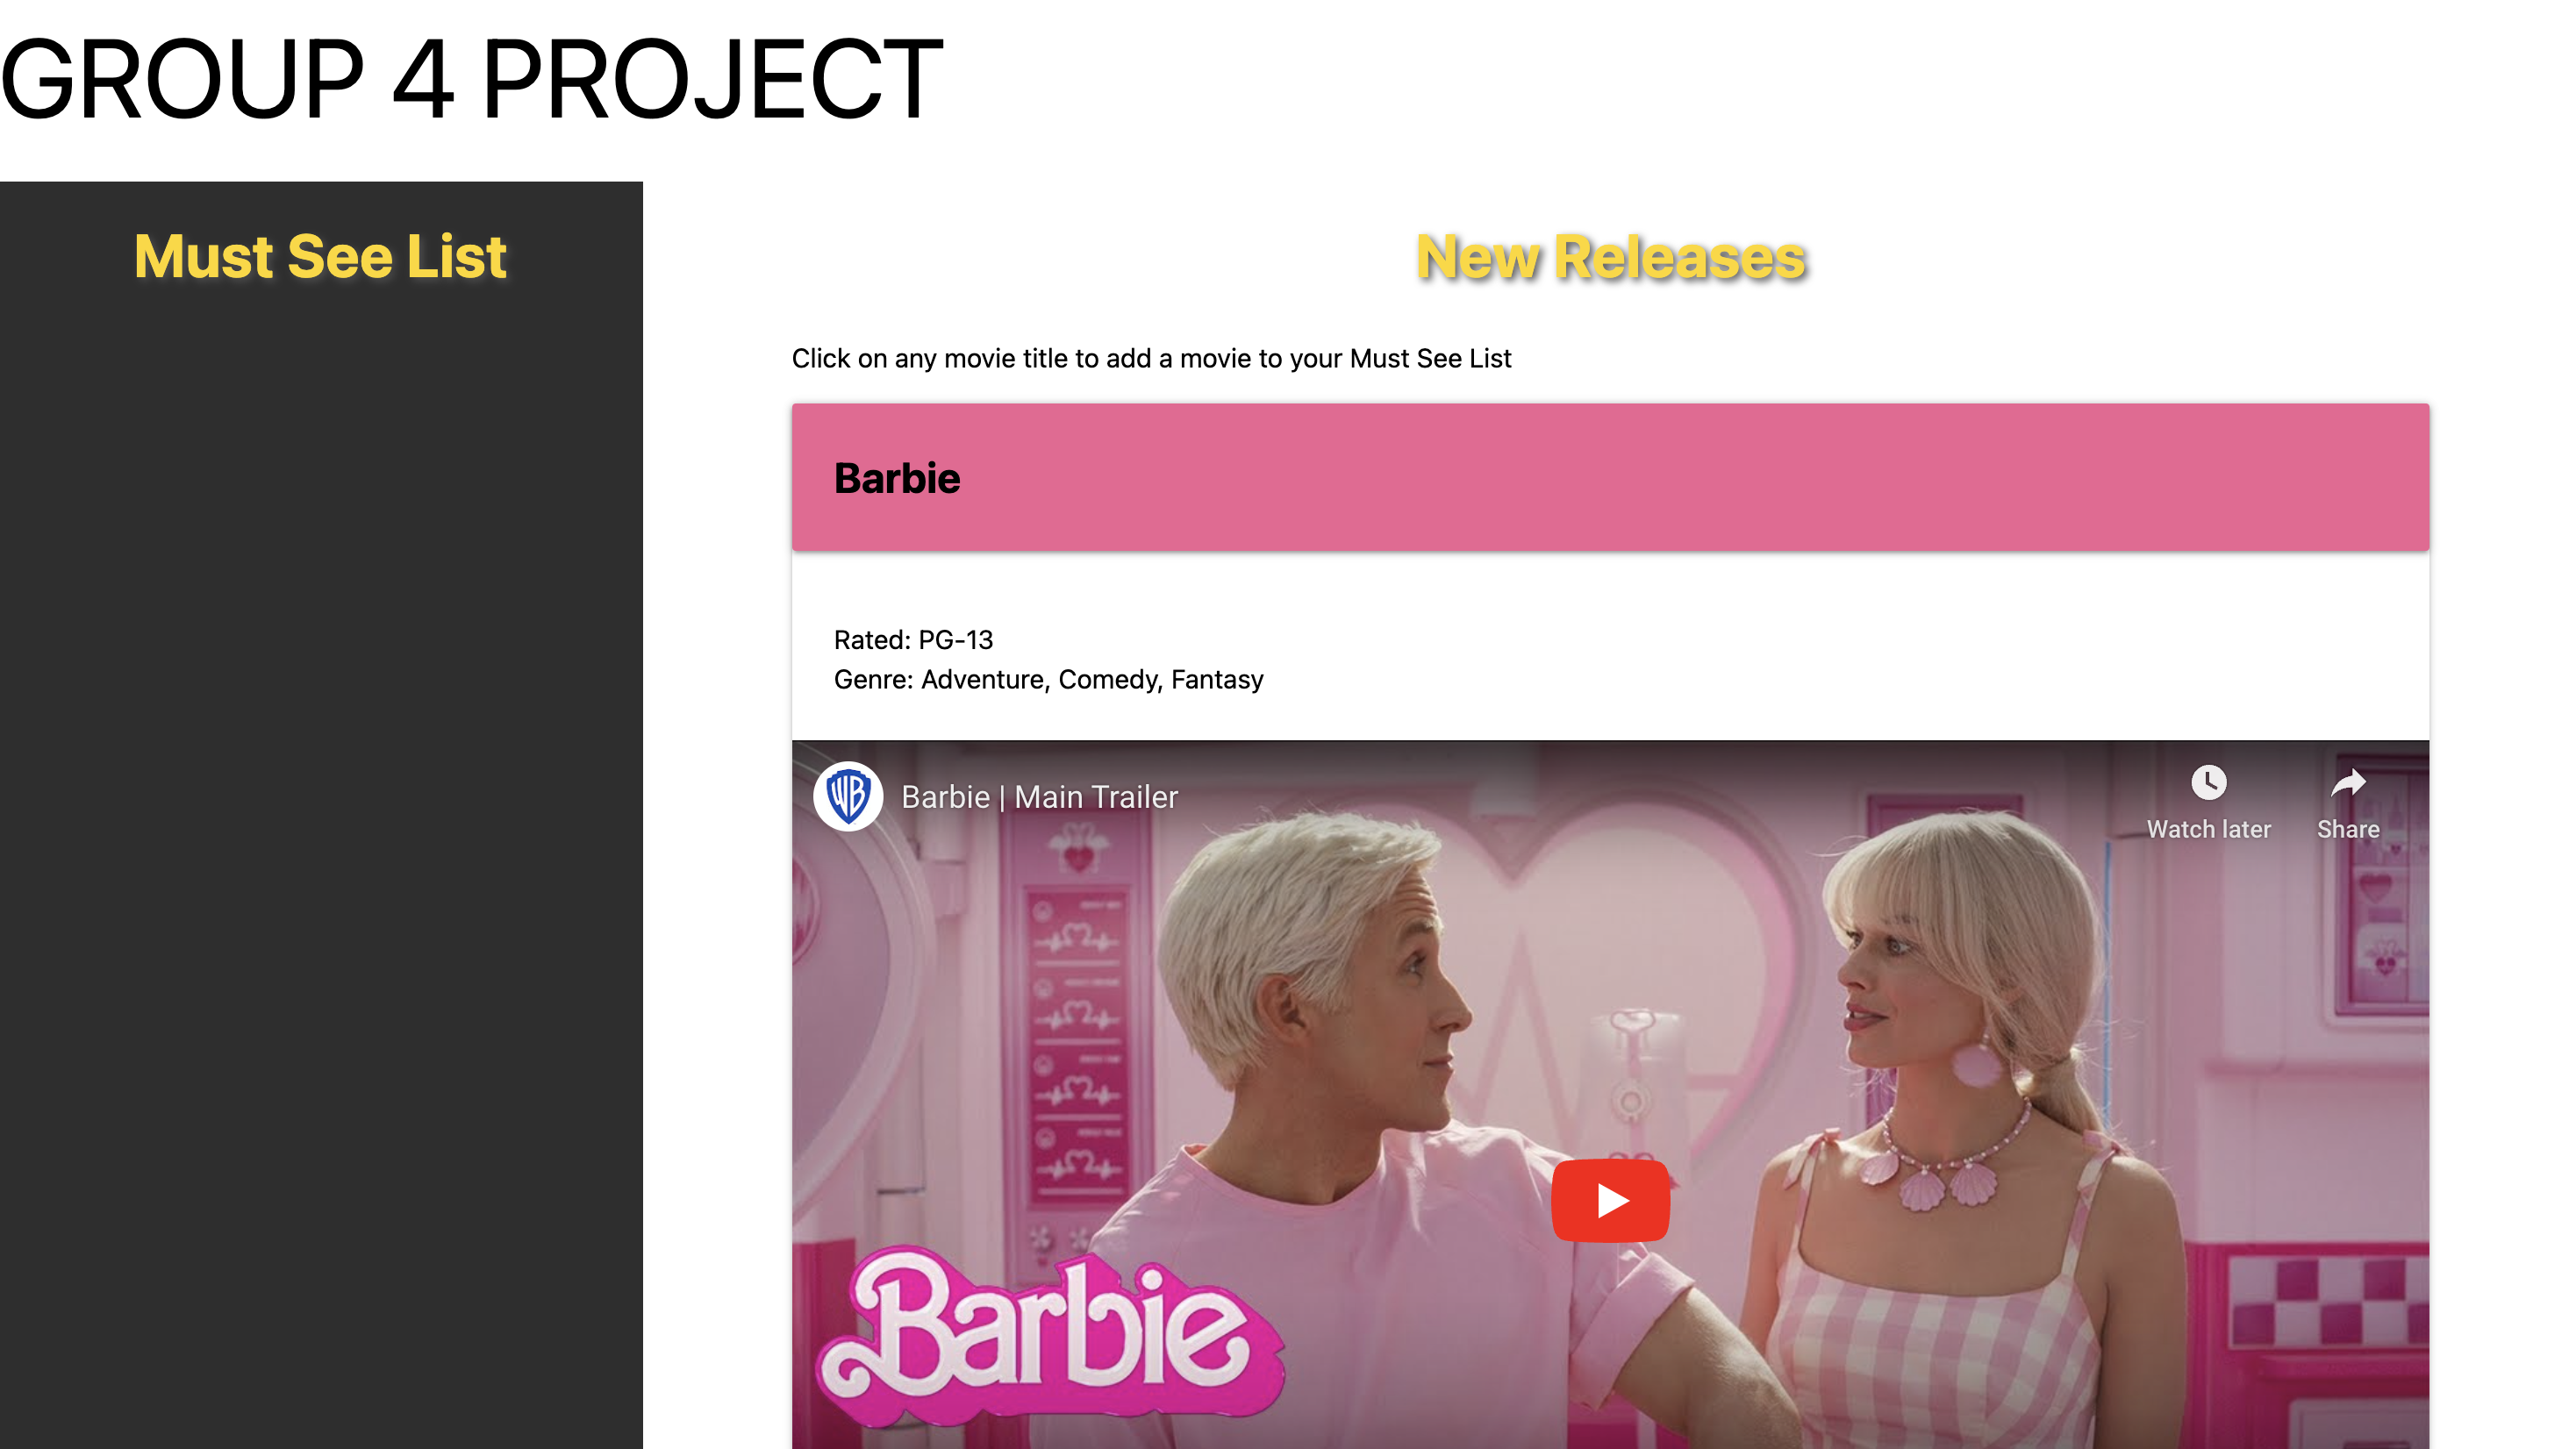 GROUP 4 PROJECT
Must See List
New Releases
Click on any movie title to add a movie to your Must See List
Barbie
Rated: PG-13
Genre: Adventure, Comedy, Fantasy
WB
Barbie | Main Trailer
Watch later
Share
Barbie